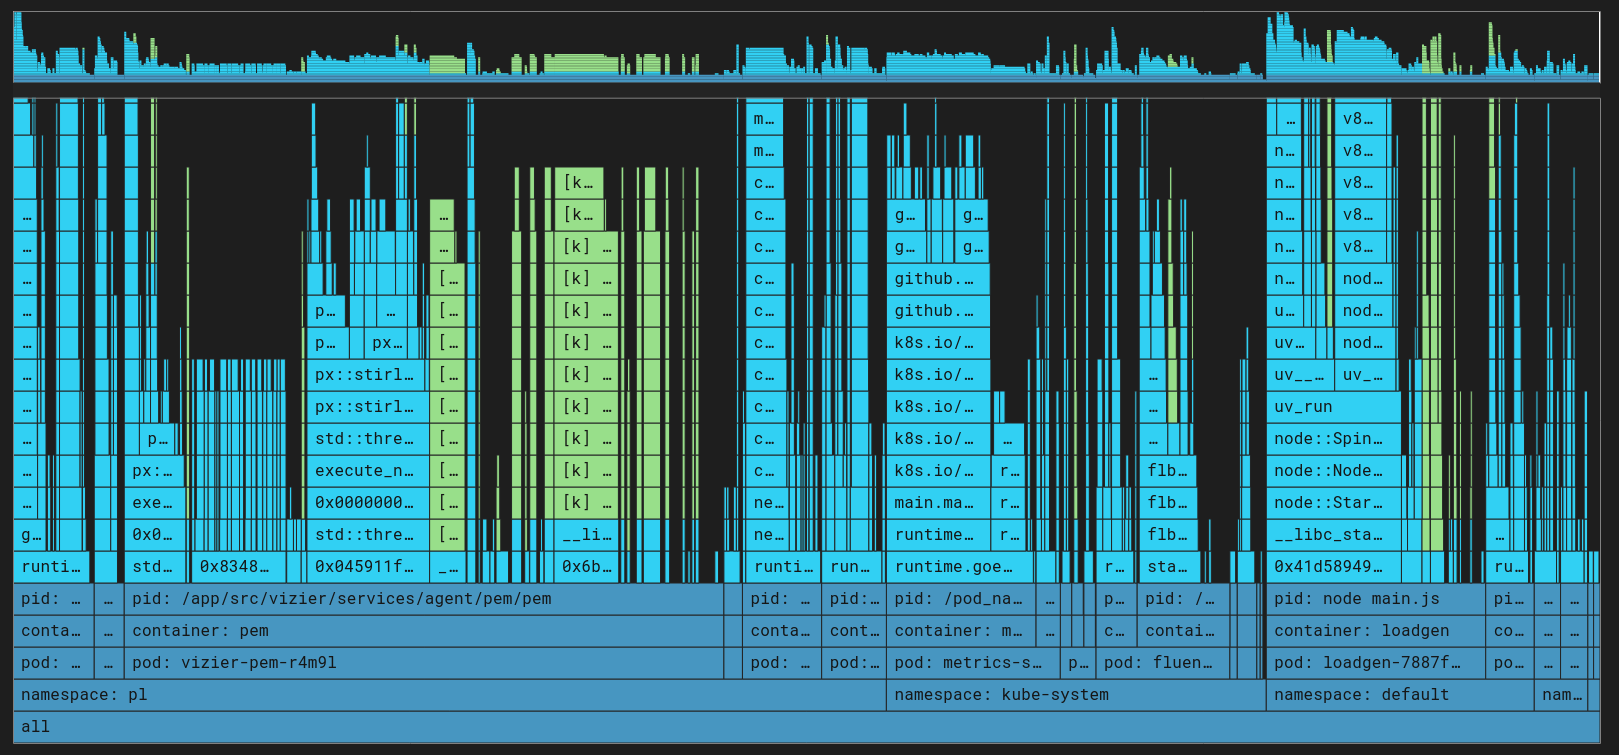 … m… … v8…
m… n… v8…
[k… c… n… v8…
… … [k… c… g… g… n… v8…
… … [k] … c… g… g… n… v8…
… [… [k] … c… github.… n… nod…
… p… … [… [k] … c… github.… u… nod…
… p… px… [… [k] … c… k8s.io/… uv… nod…
… px::stirl… [… [k] … c… k8s.io/… … uv__… uv_…
… px::stirl… [… [k] … c… k8s.io/… … uv_run
… p… std::thre… [… [k] … c… k8s.io/… … … node::Spin…
… px:… execute_n… [… [k] … c… k8s.io/… r… flb… node::Node…
… exe… 0x0000000… [… [k] … ne… main.ma… r… flb… node::Star…
g… 0x0… std::thre… [… __li… ne… runtime… r… flb… __libc_sta… …
runti… std… 0x8348… 0x045911f… _… 0x6b… runti… run… runtime.goe… r… sta… 0x41d58949… ru…
pid: … … pid: /app/src/vizier/services/agent/pem/pem pid: … pid:… pid: /pod_na… … p… pid: /… pid: node main.js pi… … …
conta… … container: pem conta… cont… container: m… … c… contai… container: loadgen co… … …
pod: … … pod: vizier-pem-r4m9l pod: … pod:… pod: metrics-s… p… pod: fluen… pod: loadgen-7887f… po… … …
namespace: pl namespace: kube-system namespace: default nam…
all